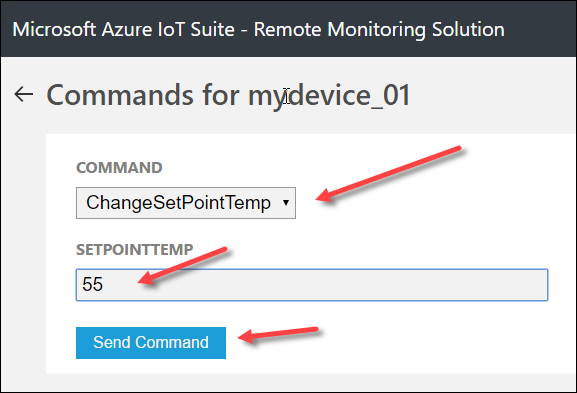 Microsoft Azure IoT Suite - Remote Monitoring Solution
Commands for mydevice_01
COMMAND
ChangeSetPointTemp
SETPOINTTEMP
55
Send Command